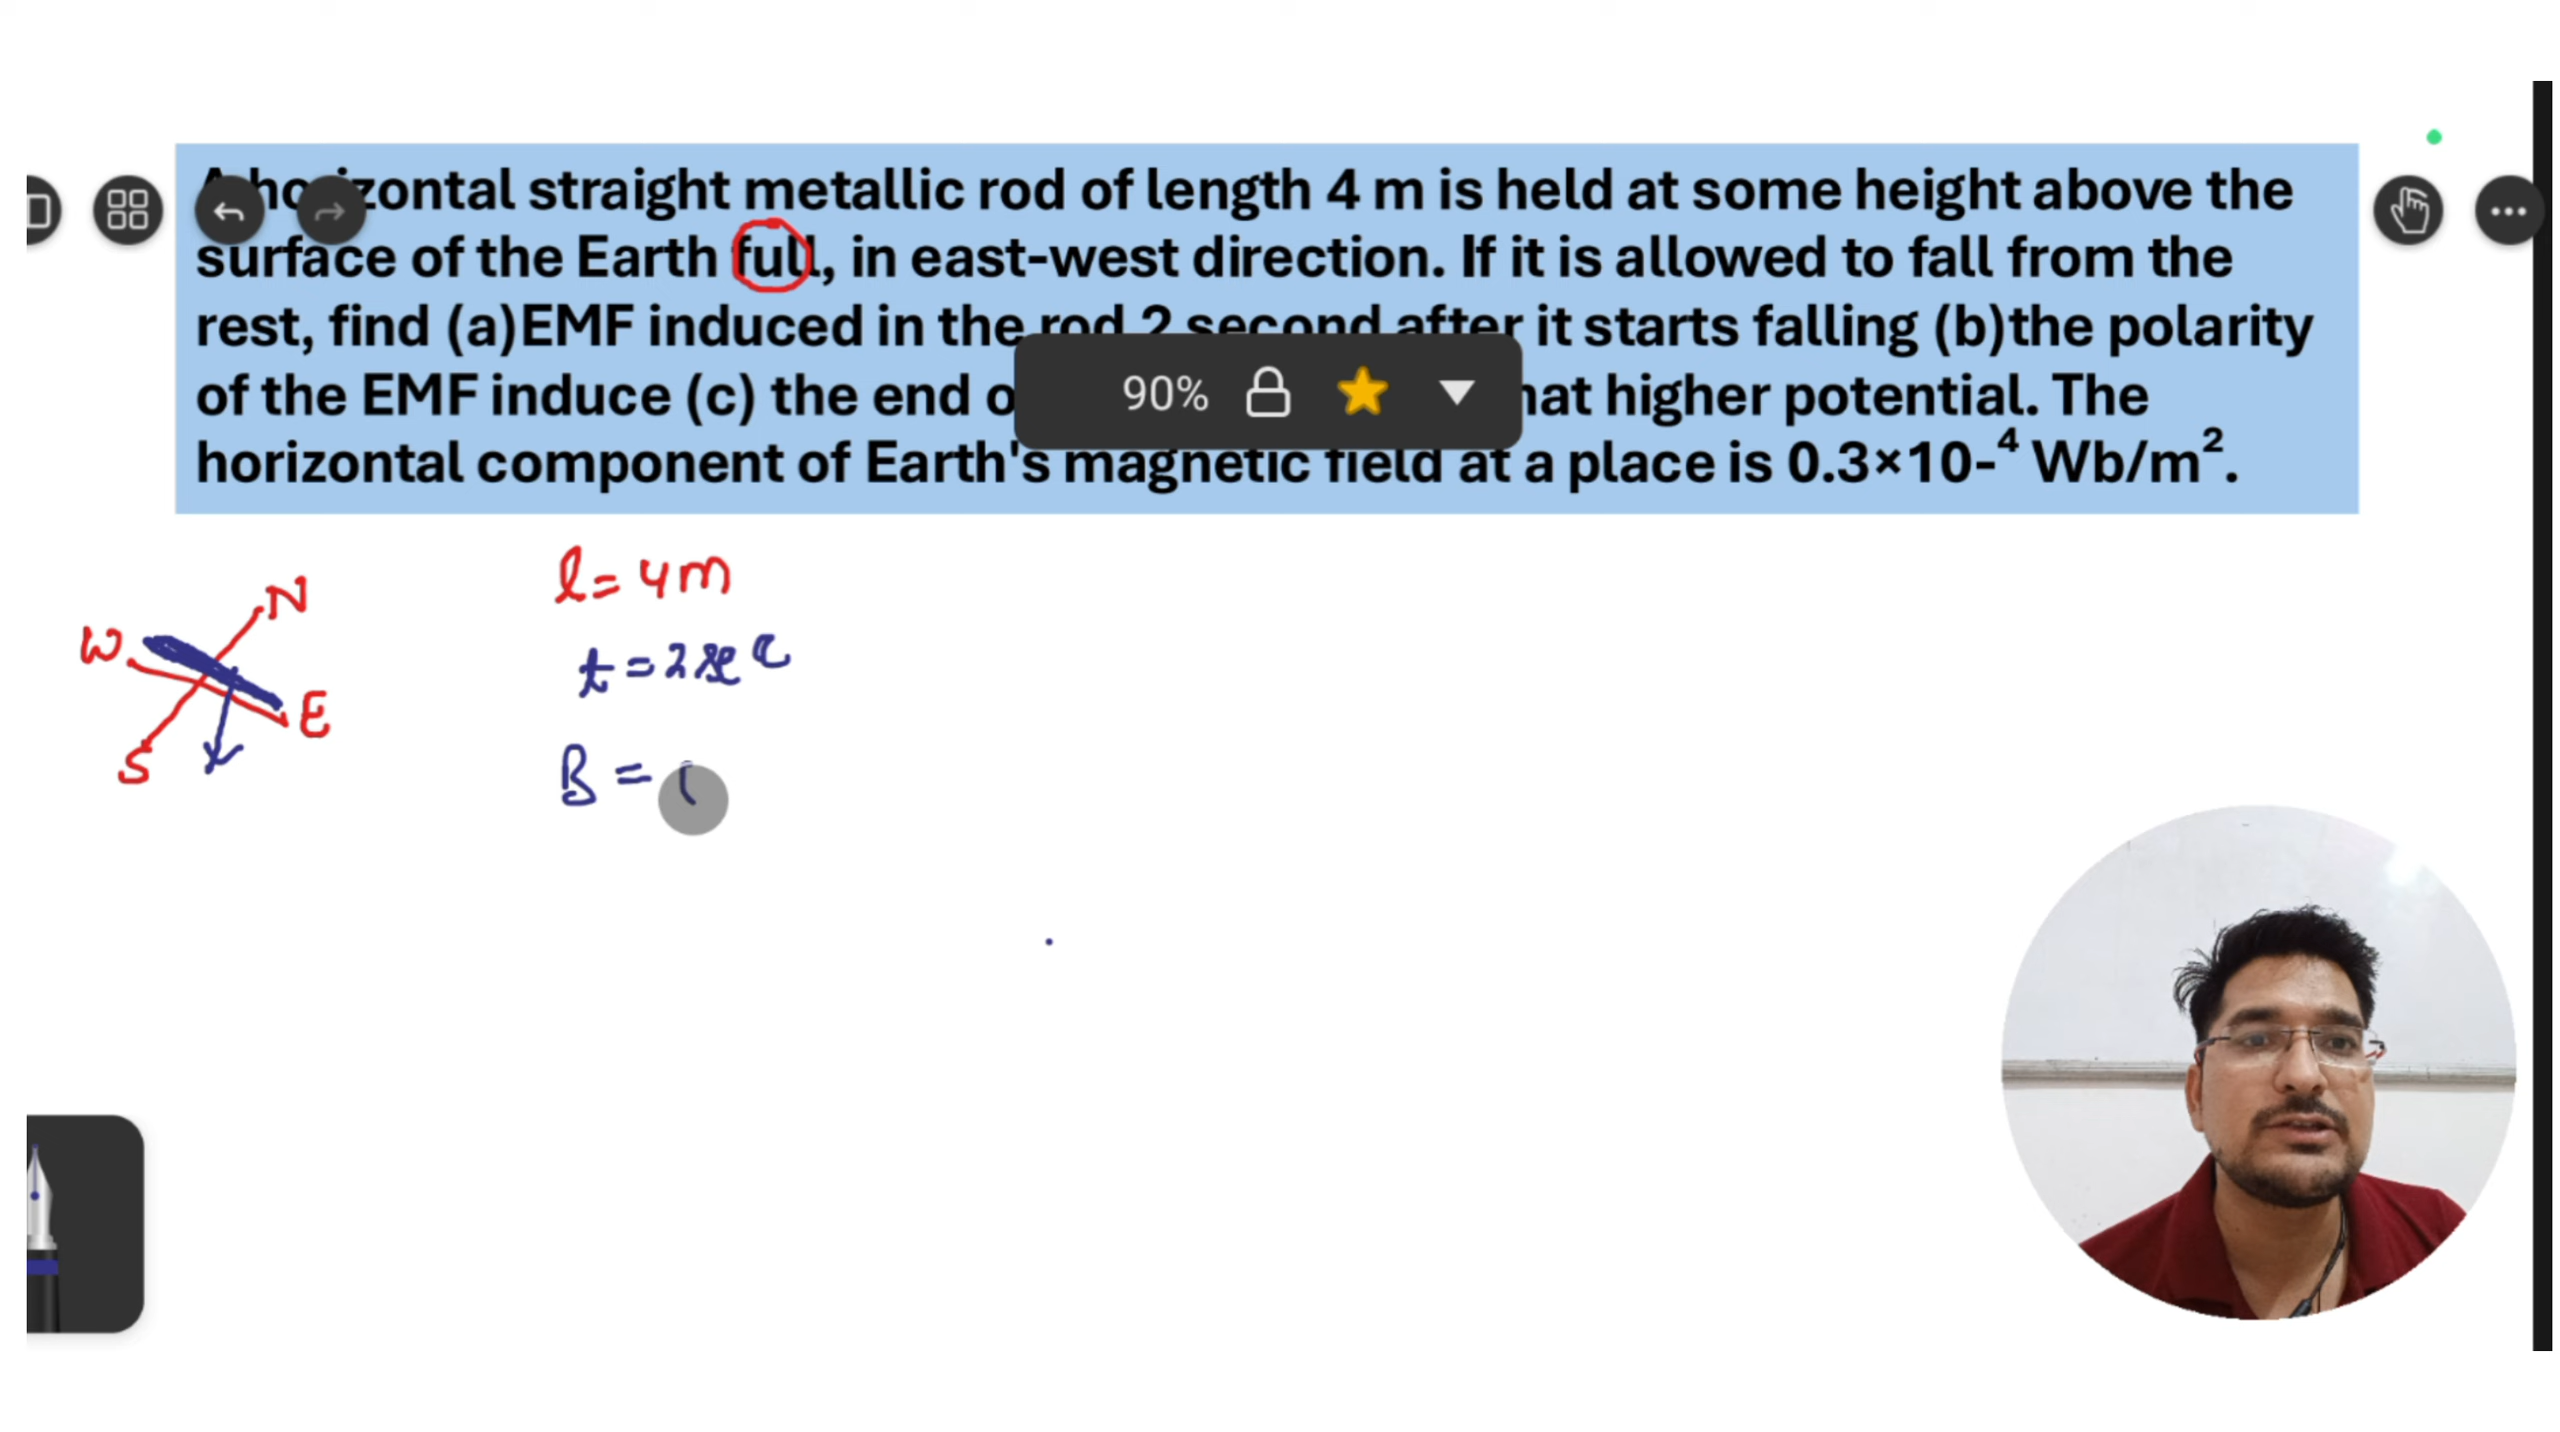 horizontal straight metallic rod of length 4 m is held at some height above the
surface of the Earth full, in east-west direction. If it is allowed to fall from the
rest, find (a)EMF induced in the rod 2 second after it starts falling (b)the polarity
of the EMF induce (c) the end higher potential. The
90%
horizontal component of Earth's magnetic field at a place is 0.3×10-⁴ Wb/m².
N
W
E
S
l = 4m
t = 2 sec
B =